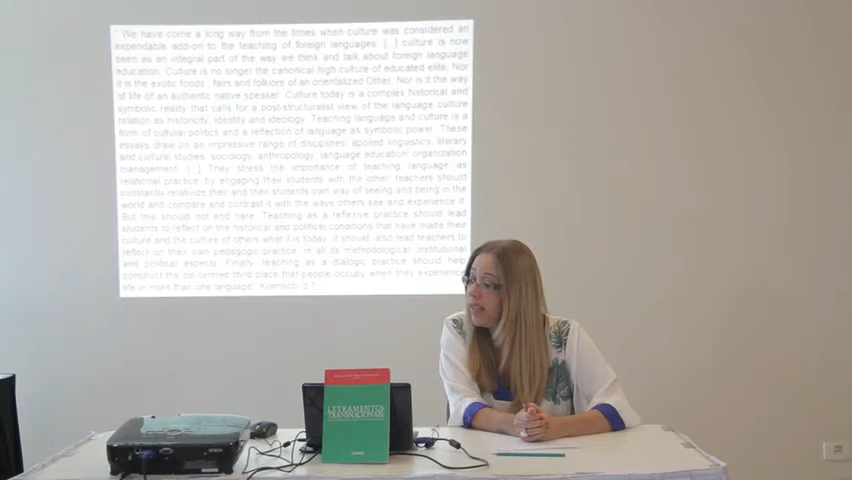 " We have come a long way from the times when culture was considered an
expendable add-on to the teaching of foreign languages. [...] culture is now
seen as an integral part of the way we think and talk about foreign language
education. Culture is no longer the canonical high culture of educated elite. Nor
it is the exotic foods , fairs and folklore of an orientalized Other. Nor is it the way
of life of an authentic native speaker. Culture today is a complex historical and
symbolic reality that calls for a post-structuralist view of the language culture
relation as historicity, identity and ideology. Teaching language and culture is a
form of cultural politics and a reflection of language as symbolic power. These
essays draw on an impressive range of disciplines, applied linguistics, literary
and cultural studies, sociology, anthropology, language education, organization
management. [...] They stress the importance of teaching language as
relational practice: by engaging their students with the other, teachers should
constantly relativize their and their students own way of seeing and being in the
world and compare and contrast it with the ways others see and experience it.
But this should not end here. Teaching as a reflexive practice should lead
students to reflect on the historical and political conditions that have made their
culture and the culture of others what it is today. It should also lead teachers to
reflect on their own pedagogic practice, in all its methodological, institutional
and political aspects. Finally, teaching as a dialogic practice should help
construct the de-centred third place that people occupy when they experience
life in more than one language'. Kramsch, p.7
LETRAMENTOS
TRANSNACIONAIS